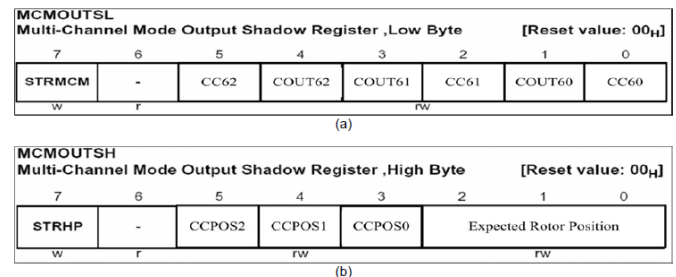 MCMOUTSL
Multi-Channel Mode Output Shadow Register ,Low Byte [Reset value: 00H]
7 6 5 4 3 2 1 0
STRMCM - CC62 COUT62 COUT61 CC61 COUT60 CC60
w r rw
(a)
MCMOUTSH
Multi-Channel Mode Output Shadow Register ,High Byte [Reset value: 00H]
7 6 5 4 3 2 1 0
STRHP - CCPOS2 CCPOS1 CCPOS0 Expected Rotor Position
w r rw rw
(b)